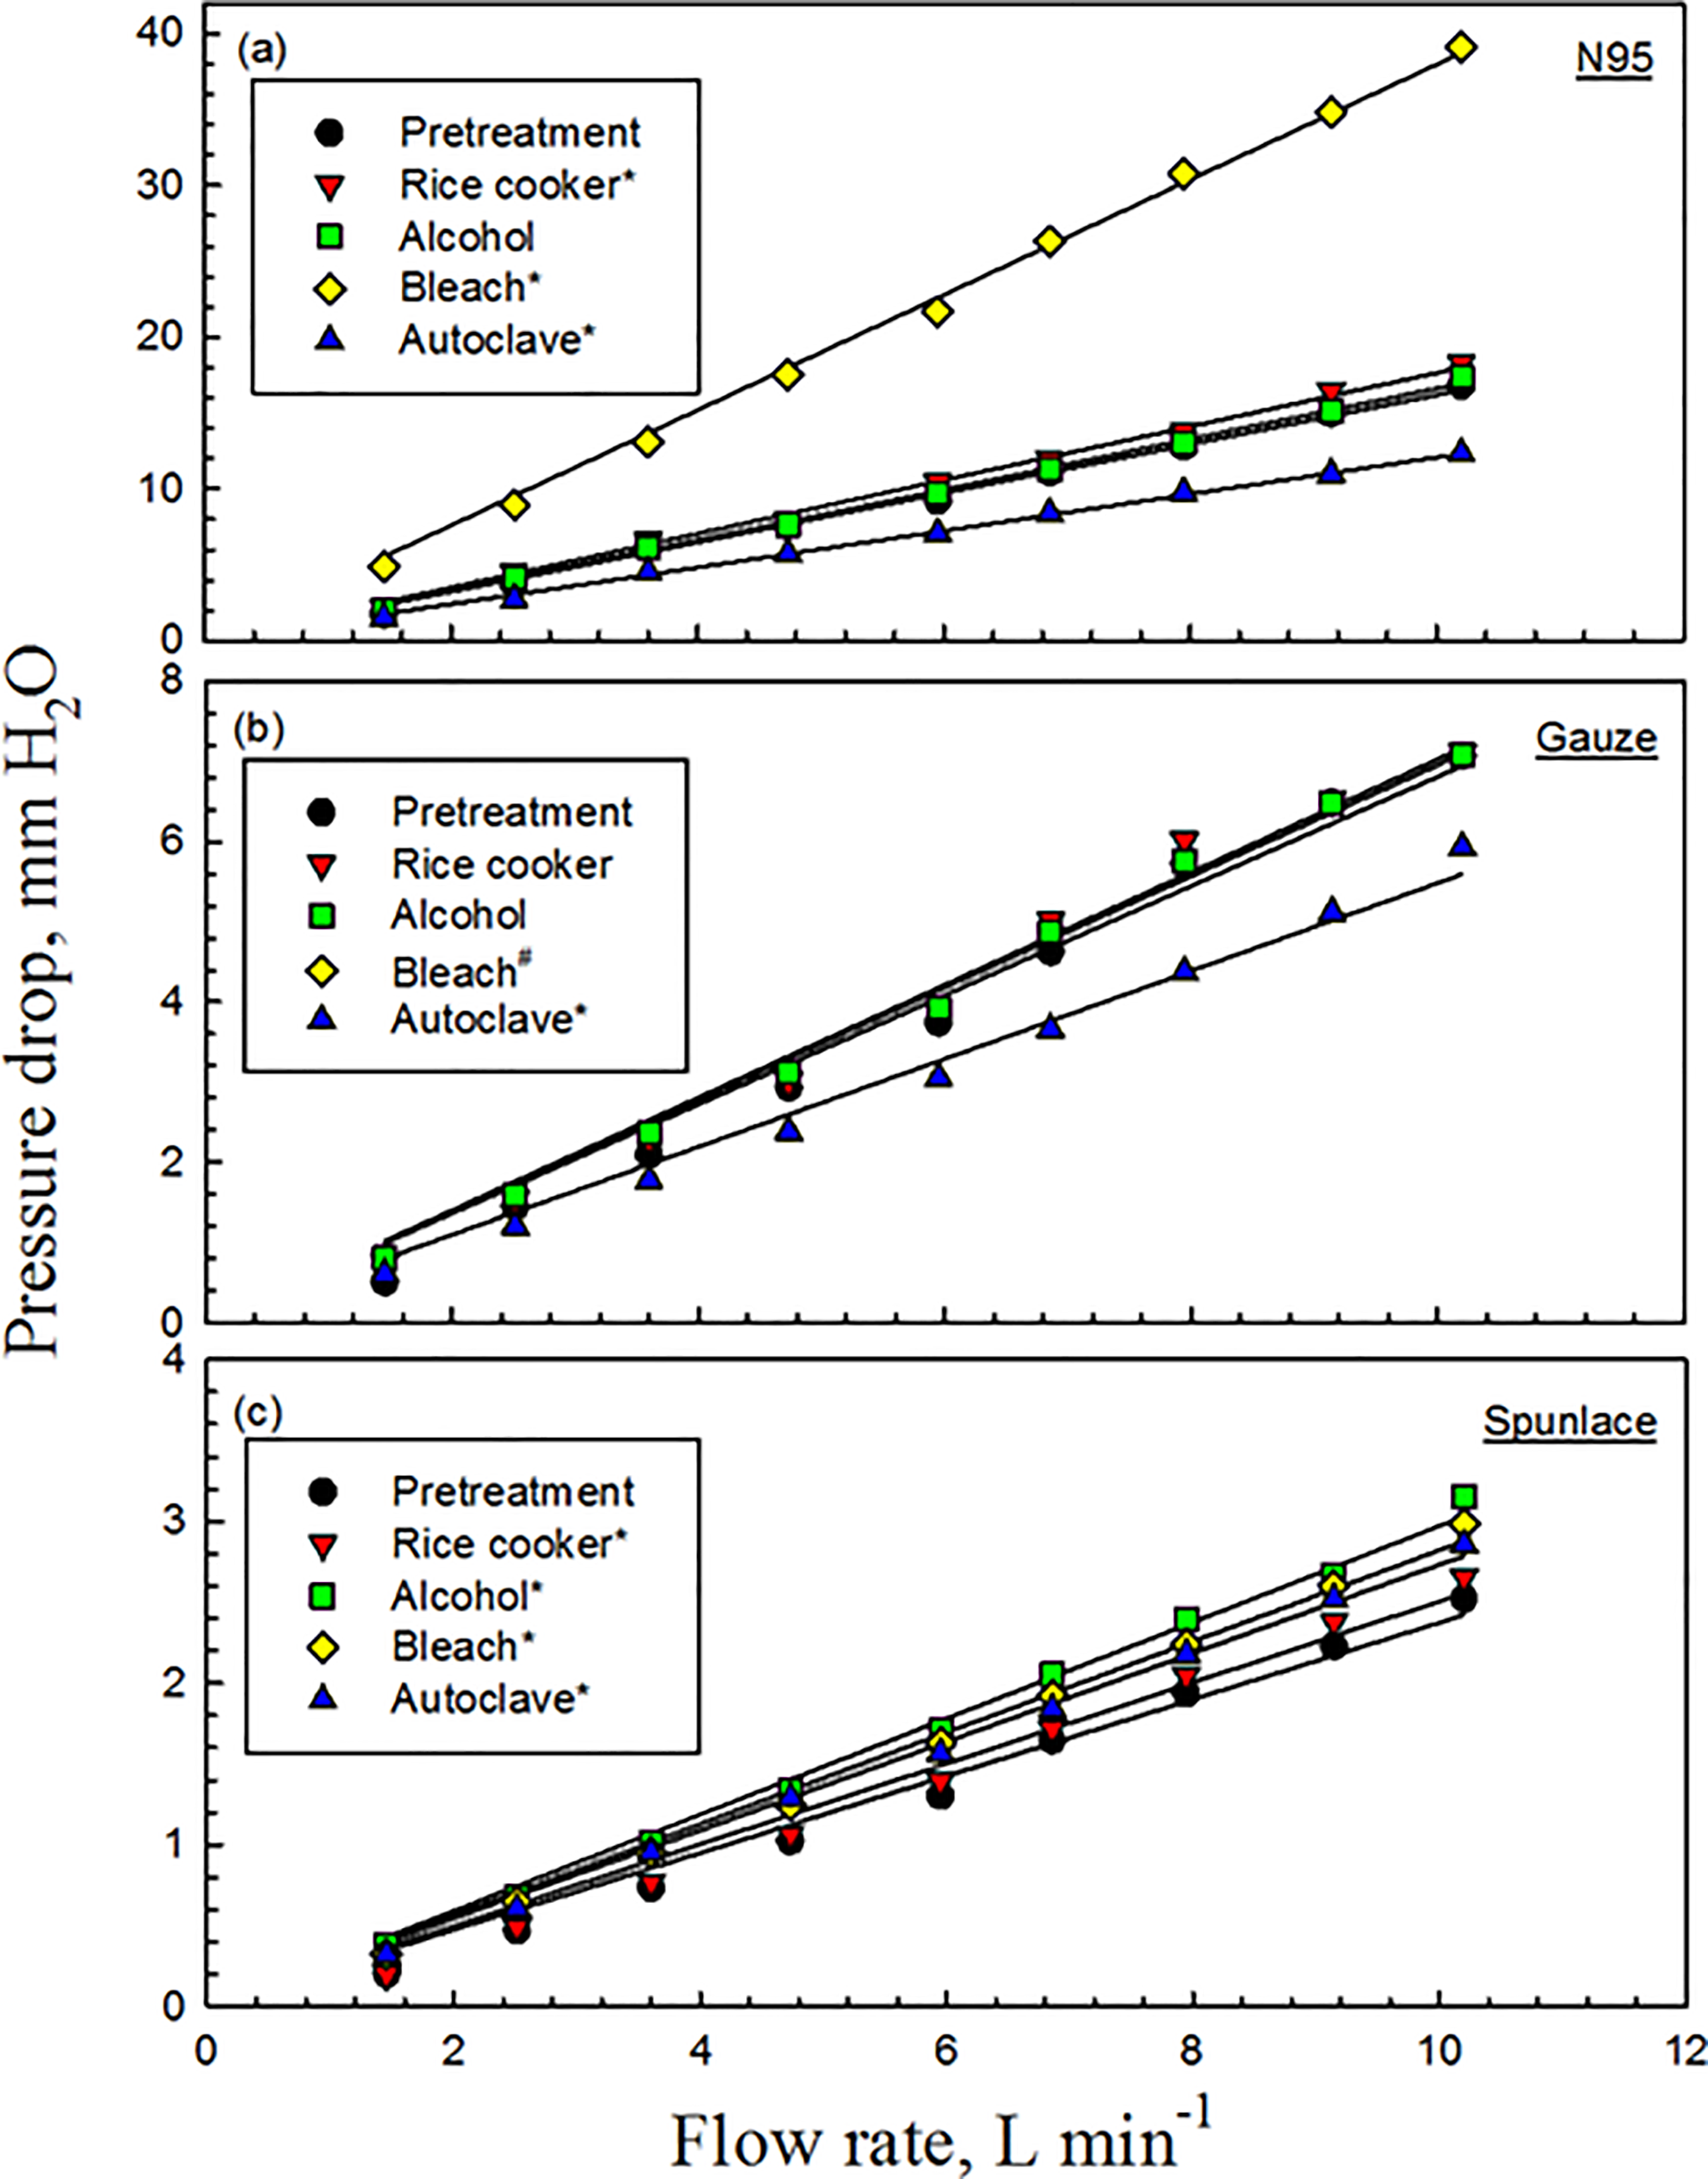 Pressure drop, mm H₂O
40
30
20
10
0
(a)
N95
Pretreatment
Rice cooker*
Alcohol
Bleach*
Autoclave*
8
6
4
2
0
(b)
Gauze
Pretreatment
Rice cooker
Alcohol
Bleach#
Autoclave*
4
3
2
1
0
(c)
Spunlace
Pretreatment
Rice cooker*
Alcohol*
Bleach*
Autoclave*
0 2 4 6 8 10 12
Flow rate, L min⁻¹